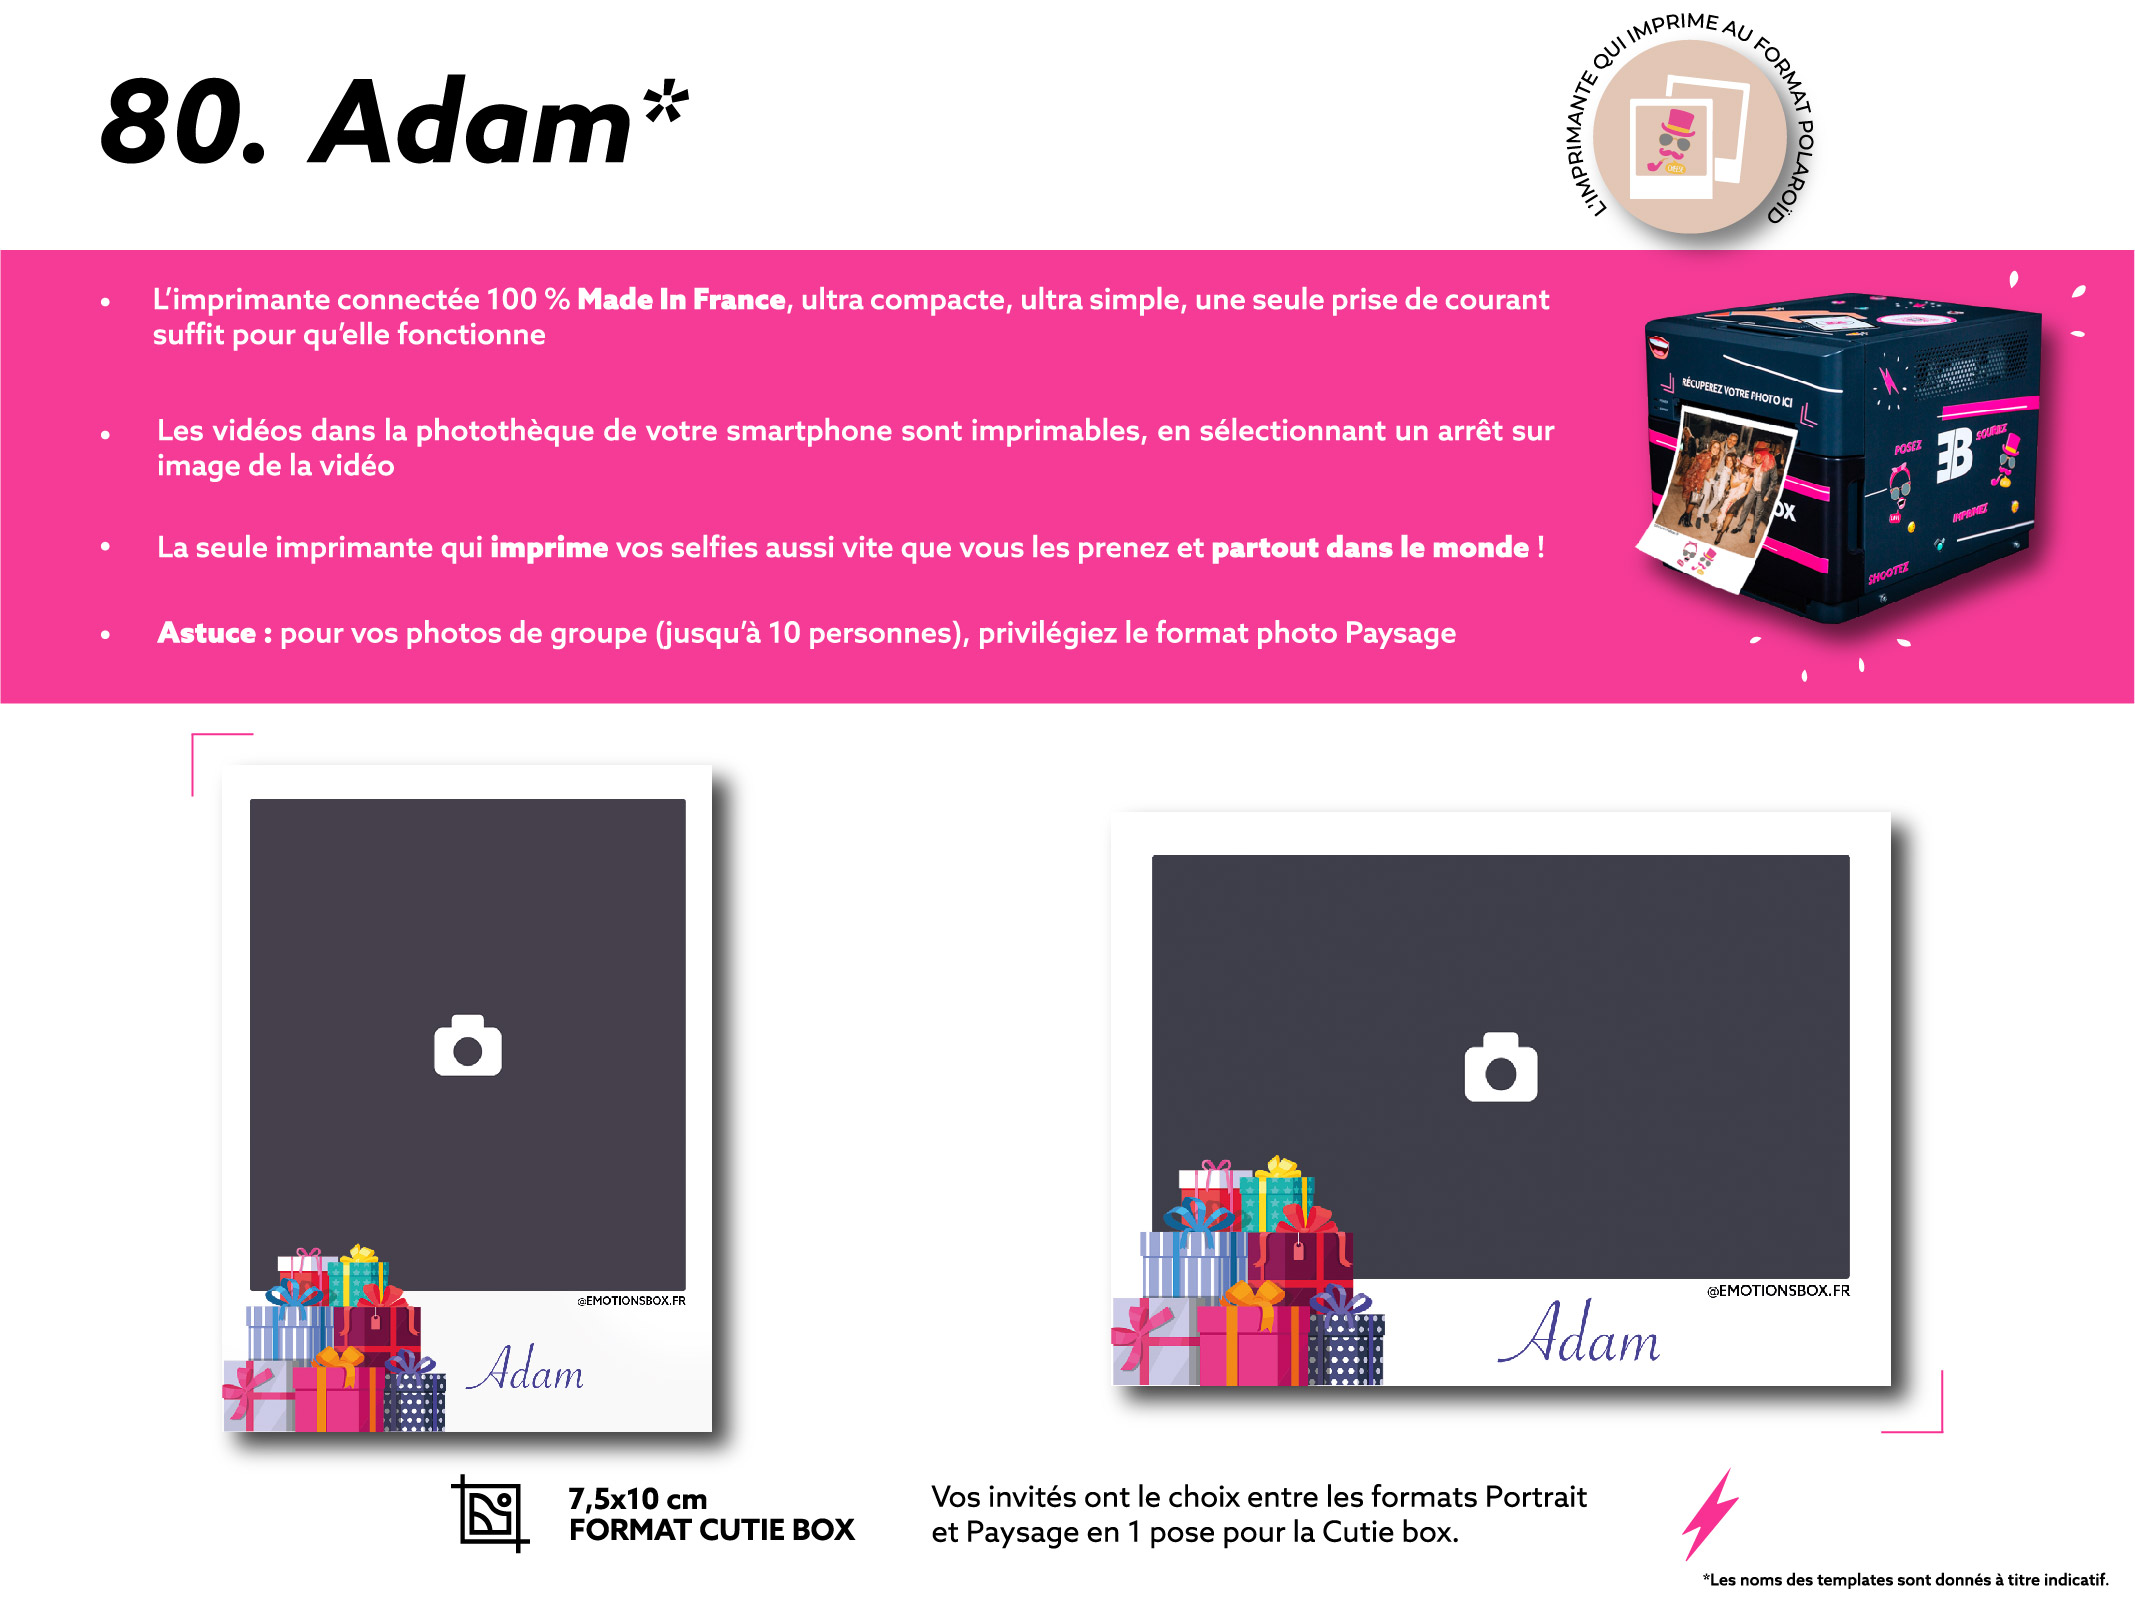 80. Adam*
L'IMPRIMANTE QUI IMPRIME AU FORMAT POLAROÏD
• L'imprimante connectée 100 % Made In France, ultra compacte, ultra simple, une seule prise de courant
suffit pour qu'elle fonctionne
• Les vidéos dans la photothèque de votre smartphone sont imprimables, en sélectionnant un arrêt sur
image de la vidéo
• La seule imprimante qui imprime vos selfies aussi vite que vous les prenez et partout dans le monde !
• Astuce : pour vos photos de groupe (jusqu'à 10 personnes), privilégiez le format photo Paysage
RÉCUPEREZ VOTRE PHOTO ICI
POSEZ
SOURIEZ
IMPRIMEZ
SHOOTEZ
@EMOTIONSBOX.FR
Adam
@EMOTIONSBOX.FR
Adam
7,5x10 cm
FORMAT CUTIE BOX
Vos invités ont le choix entre les formats Portrait
et Paysage en 1 pose pour la Cutie box.
*Les noms des templates sont donnés à titre indicatif.